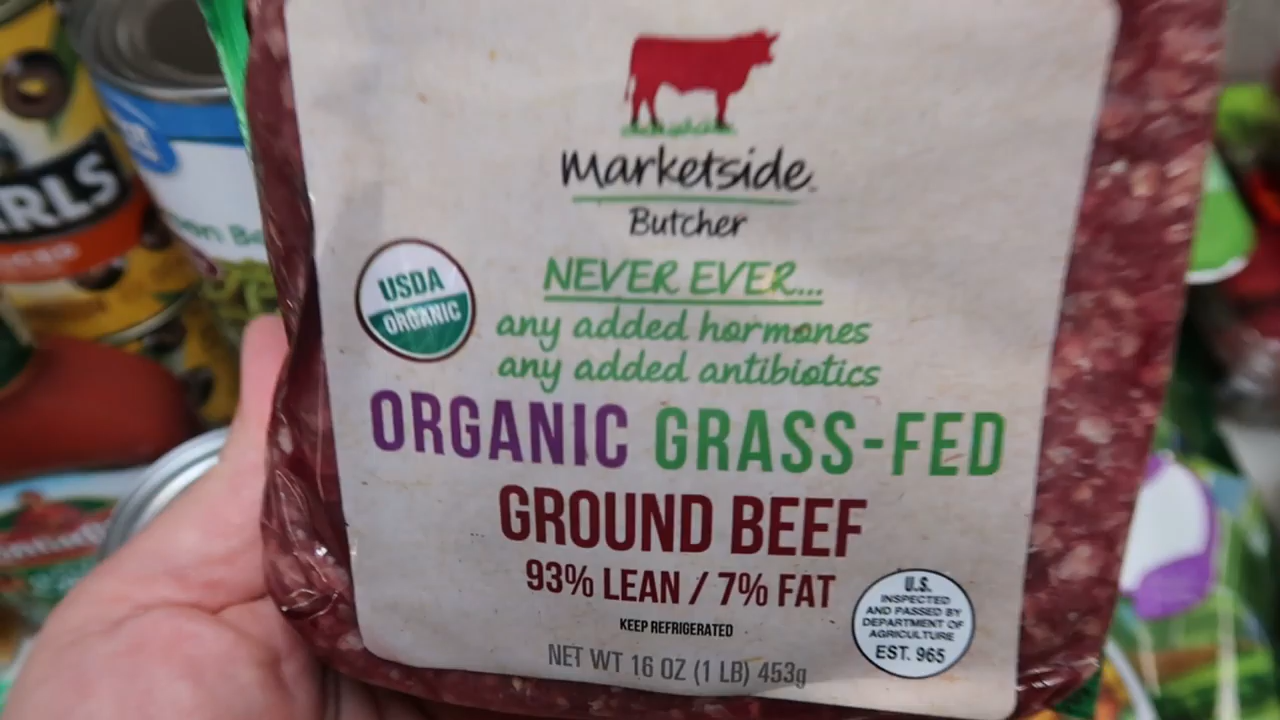 Marketside
Butcher
NEVER EVER...
any added hormones
any added antibiotics
USDA
ORGANIC
ORGANIC GRASS-FED
GROUND BEEF
93% LEAN / 7% FAT
KEEP REFRIGERATED
NET WT 16 OZ (1 LB) 453g
U.S.
INSPECTED
AND PASSED BY
DEPARTMENT OF
AGRICULTURE
EST. 965